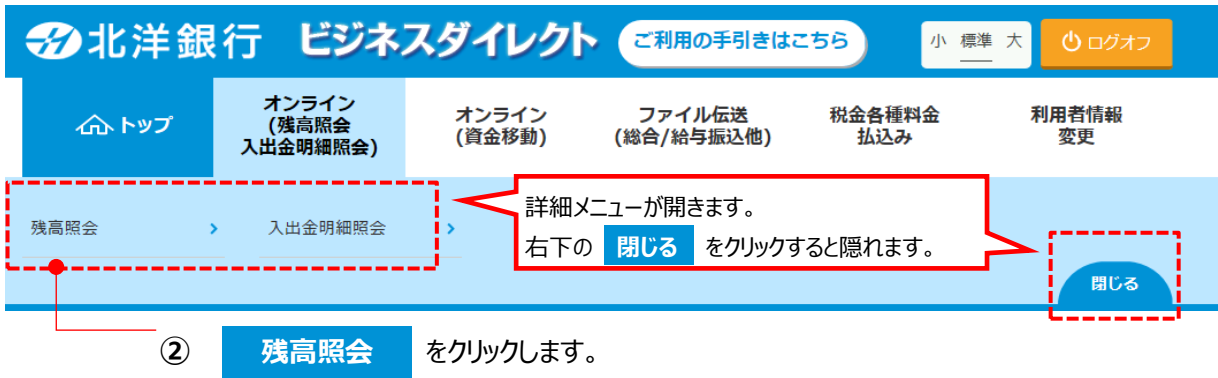 北洋銀行 ビジネスダイレクト ご利用の手引きはこちら 小 標準 大 ログオフ
トップ
オンライン
(残高照会
入出金明細照会)
オンライン
(資金移動)
ファイル伝送
(総合/給与振込他)
税金各種料金
払込み
利用者情報
変更
残高照会 入出金明細照会
詳細メニューが開きます。
右下の 閉じる をクリックすると隠れます。
閉じる
② 残高照会 をクリックします。